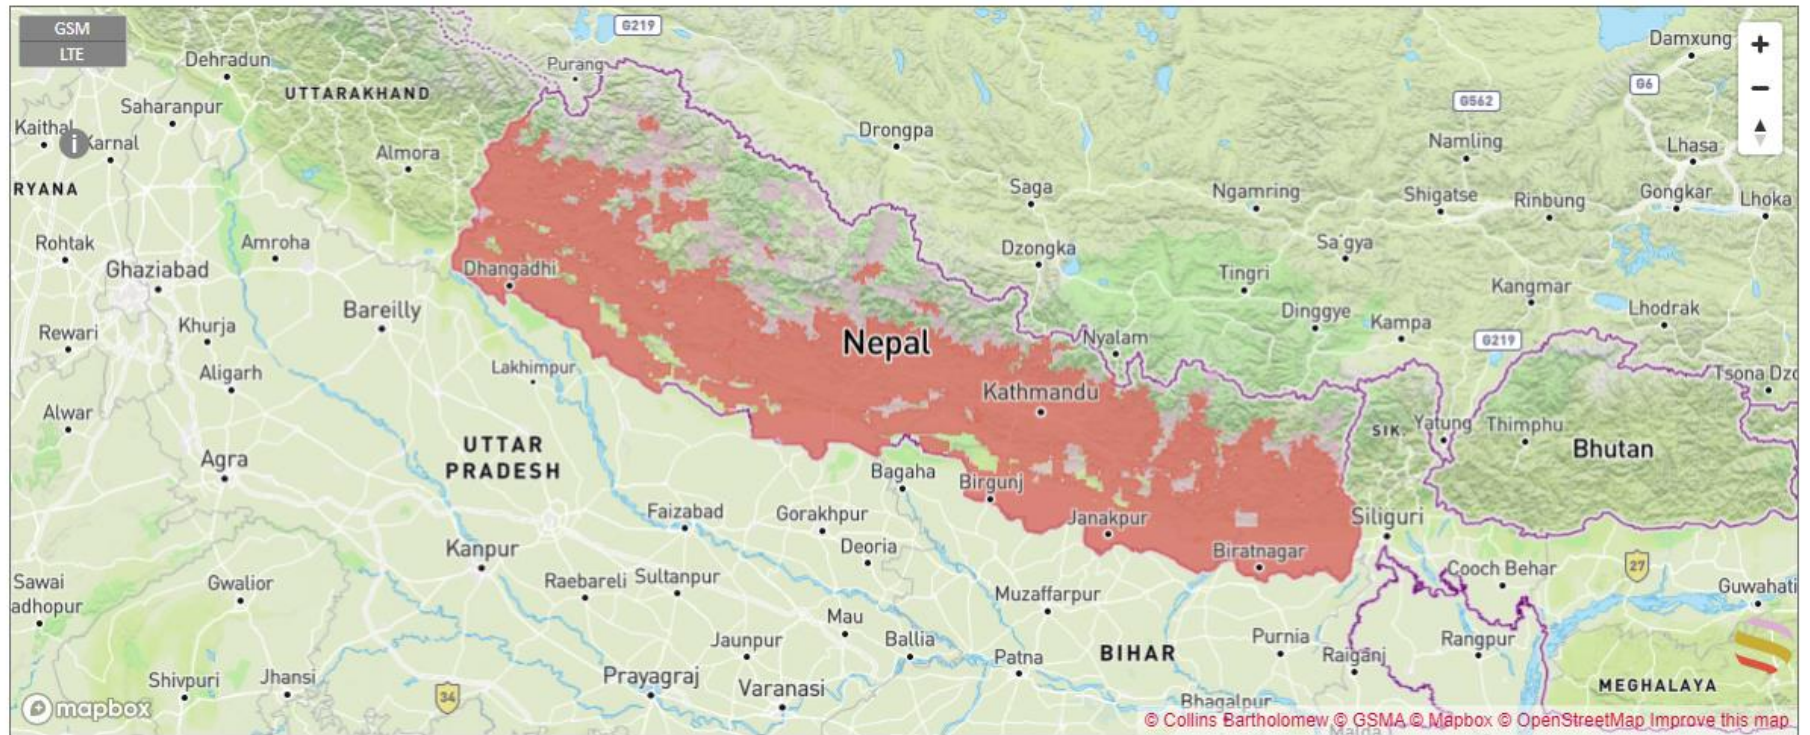 GSM
LTE
G219
Damxung
Dehradun
Purang
UTTARAKHAND
G6
G562
Saharanpur
Kaithal
Karnal
Drongpa
Namling
Lhasa
Almora
RYANA
Saga
Ngamring
Shigatse
Rinbung
Gongkar
Lhoka
Rohtak
Amroha
Dzongka
Sa'gya
Ghaziabad
Dhangadhi
Tingri
Kangmar
Bareilly
Dinggye
Kampa
Lhodrak
Rewari
Khurja
Nepal
Nyalam
G219
Aligarh
Lakhimpur
Tsona Dzo
Kathmandu
Alwar
SIK.
Yatung
Thimphu
UTTAR
PRADESH
Bhutan
Agra
Bagaha
Birgunj
Faizabad
Gorakhpur
Janakpur
Siliguri
Kanpur
Deoria
Biratnagar
27
Sawai
adhopur
Gwalior
Raebareli
Sultanpur
Cooch Behar
Guwahati
Muzaffarpur
Mau
Jaunpur
Ballia
Patna
BIHAR
Purnia
Raiganj
Rangpur
Shivpuri
Jhansi
34
Prayagraj
Varanasi
MEGHALAYA
Bhagalpur
mapbox
© Collins Bartholomew © GSMA © Mapbox © OpenStreetMap Improve this map
Malda